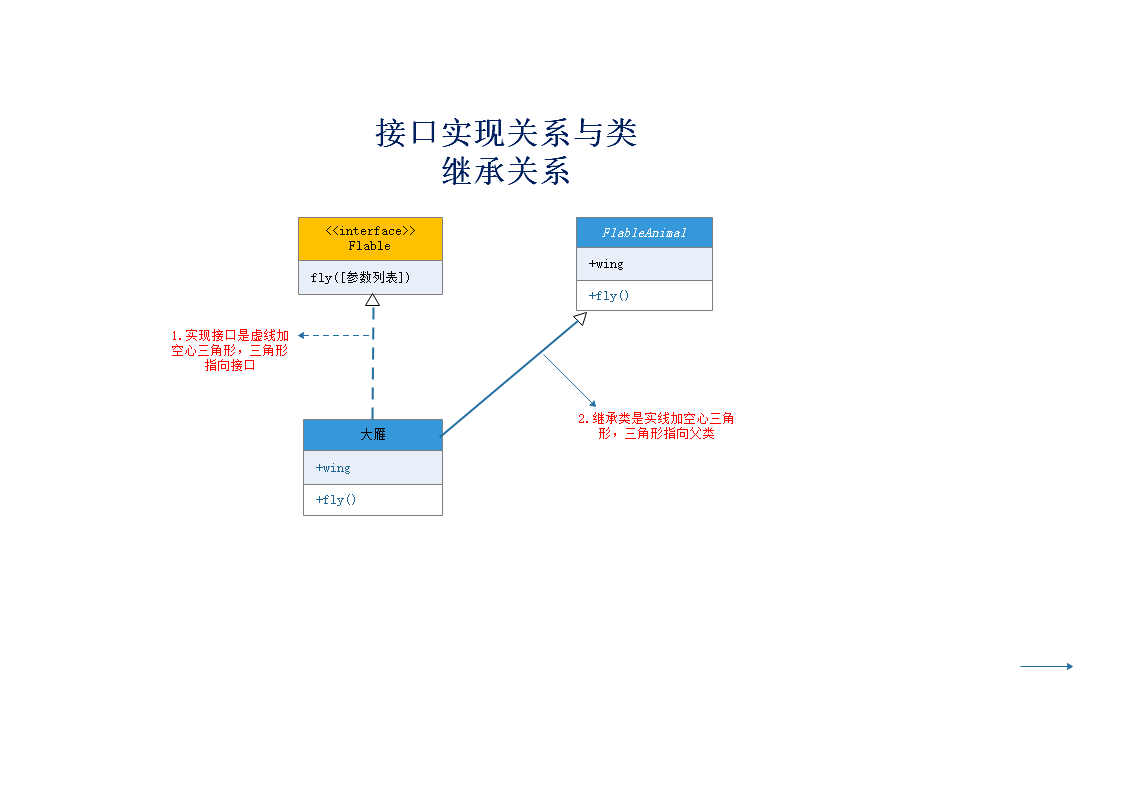 接口实现关系与类
继承关系
<<interface>>
Flable
fly([参数列表])
FlableAnimal
+wing
+fly()
1.实现接口是虚线加
空心三角形，三角形
指向接口
2.继承类是实线加空心三角
形，三角形指向父类
大雁
+wing
+fly()